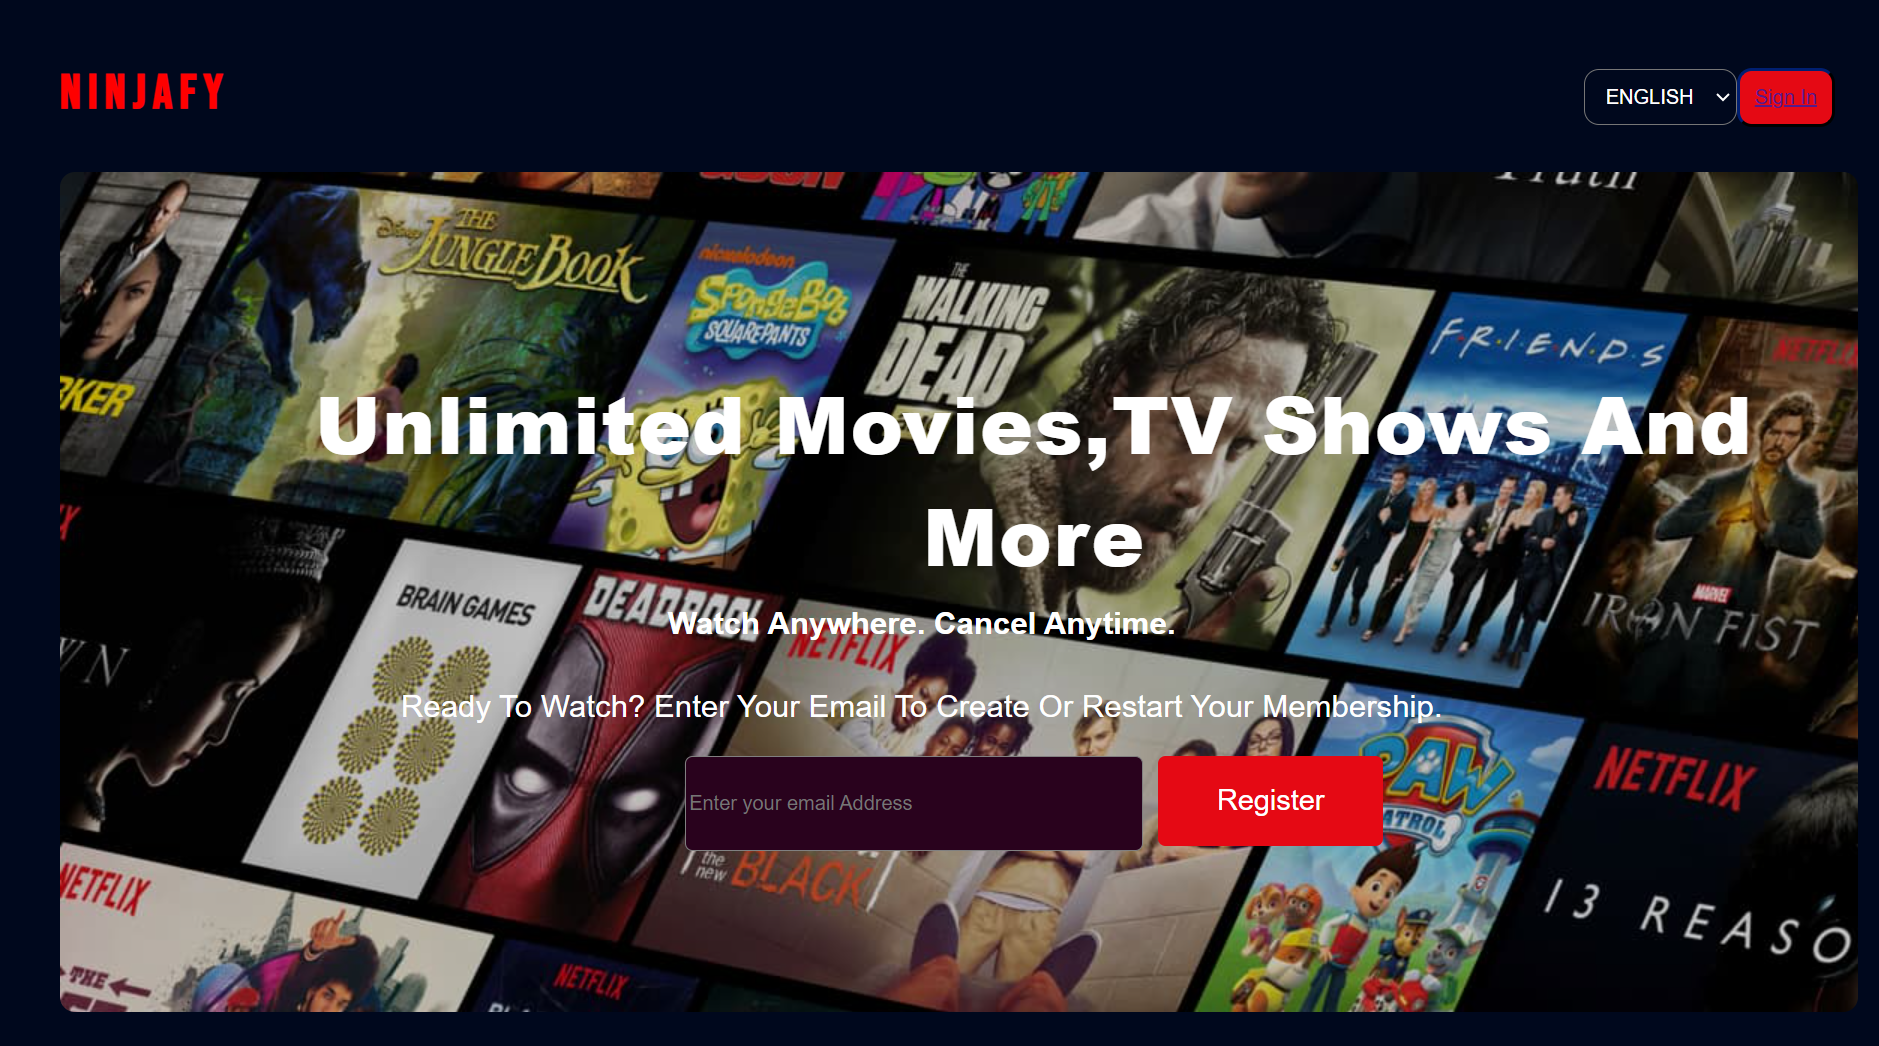 NINJAFY
ENGLISH
Sign In
Truth
Disney
THE
JUNGLE BOOK
nickelodeon
SPONGEBOB
SQUAREPANTS
THE
WALKING
DEAD
F·R·I·E·N·D·S
NETFLIX
RKER
Unlimited Movies,TV Shows And
More
BRAIN GAMES
DEADPOOL
MARVEL
IRON FIST
Watch Anywhere. Cancel Anytime.
NETFLIX
Ready To Watch? Enter Your Email To Create Or Restart Your Membership.
PAW
PATROL
NETFLIX
Enter your email Address
Register
the
new
BLACK
NETFLIX
13 REASO
THE
NETFLIX